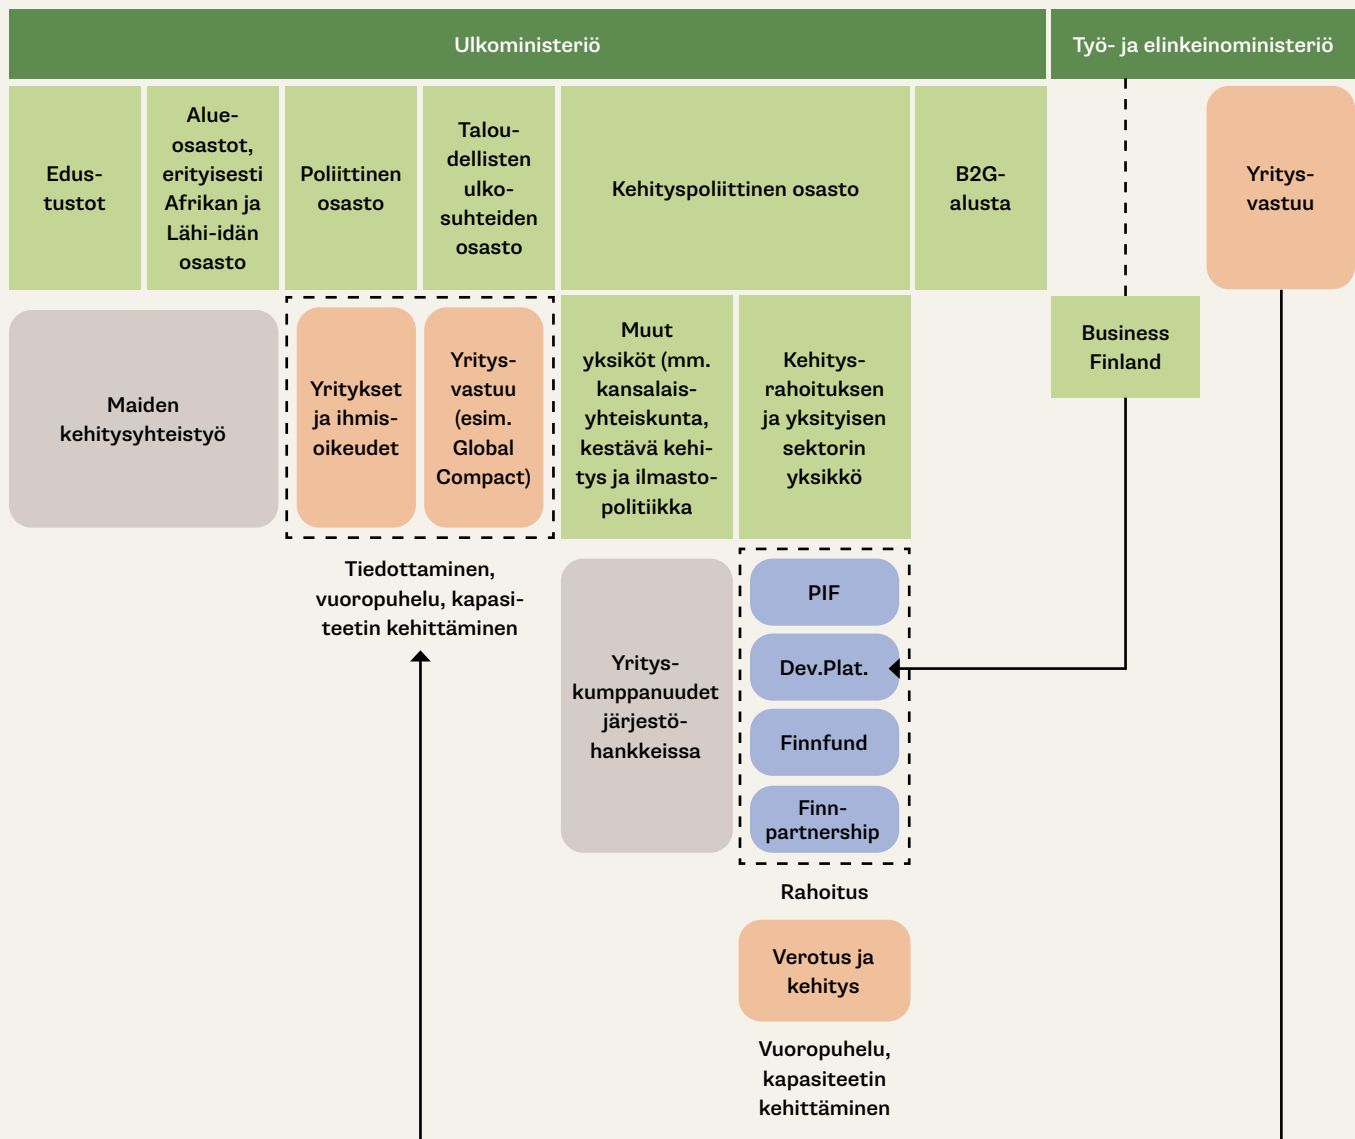 Ulkoministeriö
Työ- ja elinkeinoministeriö
Edus-
tustot
Alue-
osastot,
erityisesti
Afrikan ja
Lähi-idän
osasto
Poliittinen
osasto
Talou-
dellisten
ulko-
suhteiden
osasto
Kehityspoliittinen osasto
B2G-
alusta
Yritys-
vastuu
Maiden
kehitysyhteistyö
Yritykset
ja ihmis-
oikeudet
Yritys-
vastuu
(esim.
Global
Compact)
Muut
yksiköt (mm.
kansalais-
yhteiskunta,
kestävä kehi-
tys ja ilmasto-
politiikka
Kehitys-
rahoituksen
ja yksityisen
sektorin
yksikkö
Business
Finland
Tiedottaminen,
vuoropuhelu, kapasi-
teetin kehittäminen
Yritys-
kumppanuudet
järjestö-
hankkeissa
PIF
Dev.Plat.
Finnfund
Finn-
partnership
Rahoitus
Verotus ja
kehitys
Vuoropuhelu,
kapasiteetin
kehittäminen